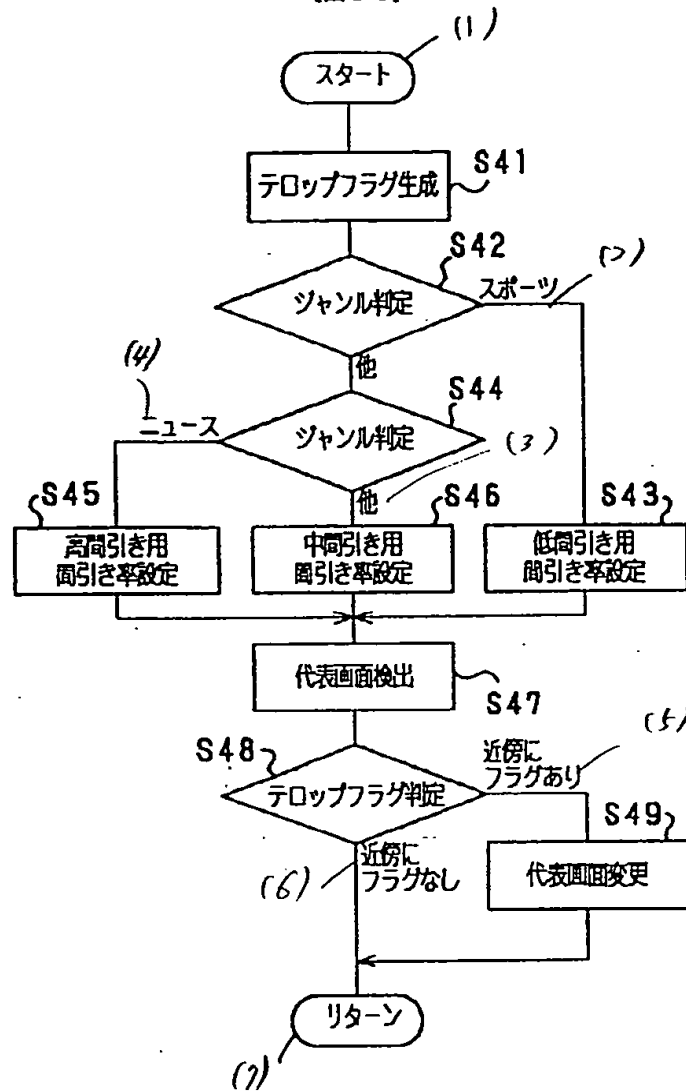 (1)
スタート
テロップフラグ生成
S41
S42
ジャンル判定
スポーツ
(2)
他
(4)
ニュース
S44
ジャンル判定
(3)
他
S45
高間引き用
間引き率設定
S46
中間引き用
間引き率設定
S43
低間引き用
間引き率設定
代表画面検出
S47
S48
テロップフラグ判定
近傍に
フラグあり
(5)
S49
代表画面変更
近傍に
フラグなし
(6)
リターン
(7)